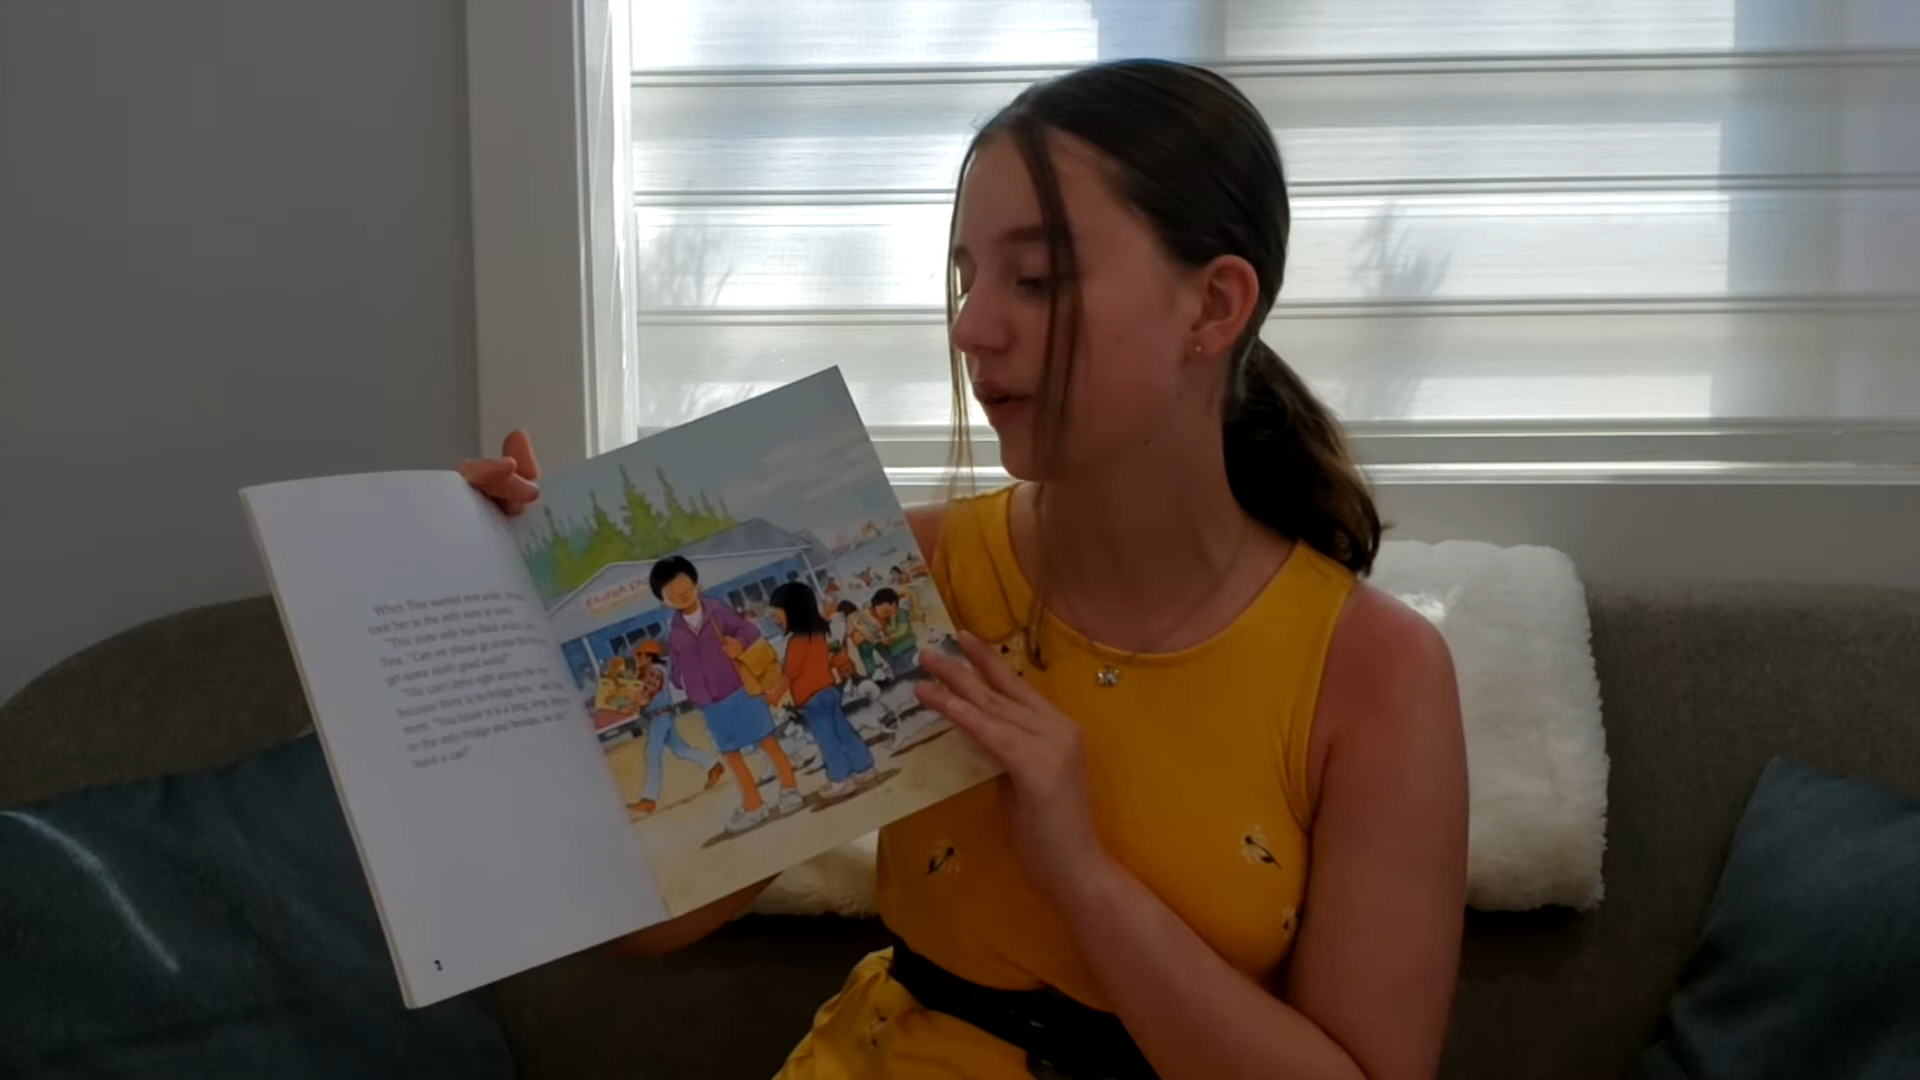 When Tina wanted new socks,
took her to the only store in town.
"This store only has black socks," said
Tina. "Can we please go across the
get some really good socks?"
"We can't drive right across the
because there is no bridge here," said
mom. "You know it is a long, long
to the only bridge and besides, we don't
have a car!"